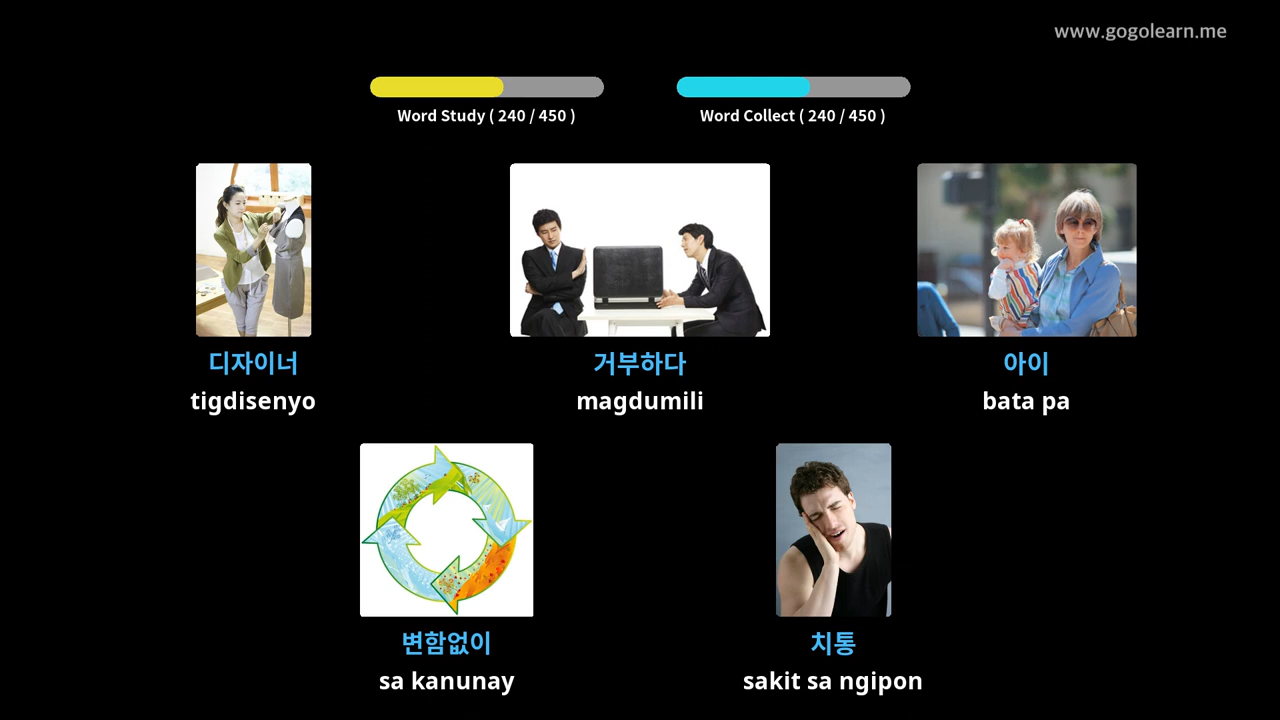 www.gogolearn.me
Word Study ( 240 / 450 )
Word Collect ( 240 / 450 )
디자이너
tigdisenyo
거부하다
magdumili
아이
bata pa
변함없이
sa kanunay
치통
sakit sa ngipon